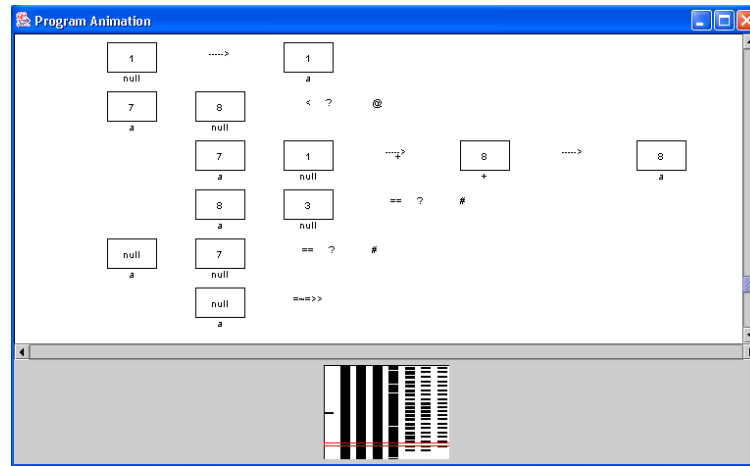 Program Animation
1 -----> 1
null a
7 8 < ? @
a null
7 1 -----> 8 -----> 8
+
a null + a
8 3 == ? #
a null
null 7 == ? #
a null
null =~=>>
a